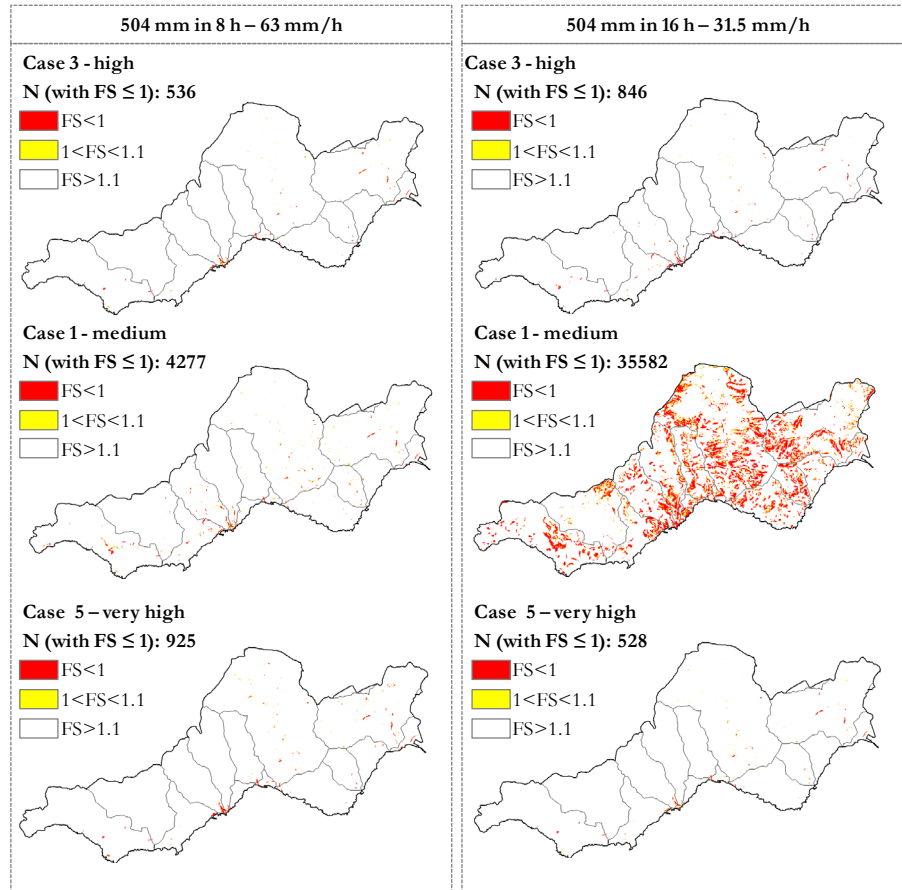 504 mm in 8 h – 63 mm/h
Case 3 - high
N (with FS ≤ 1): 536
FS<1
1<FS<1.1
FS>1.1
Case 1 - medium
N (with FS ≤ 1): 4277
FS<1
1<FS<1.1
FS>1.1
Case 5 – very high
N (with FS ≤ 1): 925
FS<1
1<FS<1.1
FS>1.1
504 mm in 16 h – 31.5 mm/h
Case 3 - high
N (with FS ≤ 1): 846
FS<1
1<FS<1.1
FS>1.1
Case 1 - medium
N (with FS ≤ 1): 35582
FS<1
1<FS<1.1
FS>1.1
Case 5 – very high
N (with FS ≤ 1): 528
FS<1
1<FS<1.1
FS>1.1